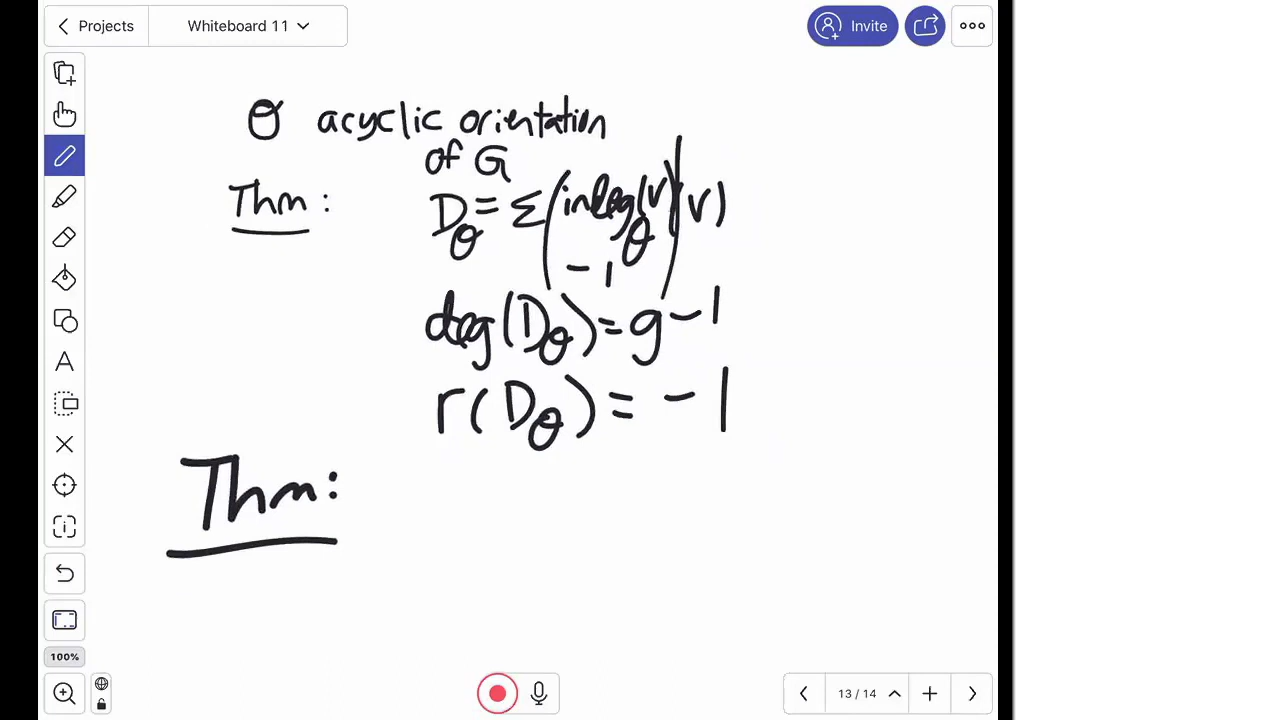 Projects
Whiteboard 11
Invite
θ acyclic orientation
of G
Thm: D_θ = Σ (indeg_θ(v) - 1)(v)
deg(D_θ) = g - 1
r(D_θ) = -1
Thm:
A
100%
13 / 14